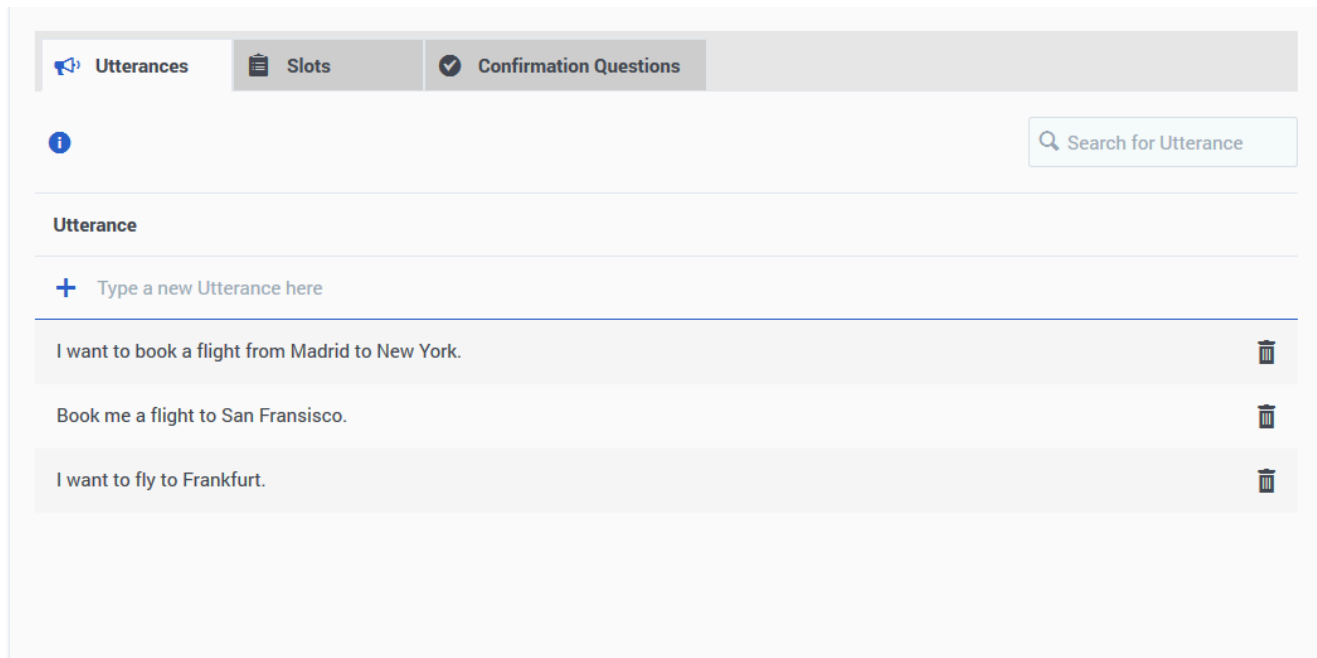 Utterances Slots Confirmation Questions
Search for Utterance
Utterance
Type a new Utterance here
I want to book a flight from Madrid to New York.
Book me a flight to San Fransisco.
I want to fly to Frankfurt.